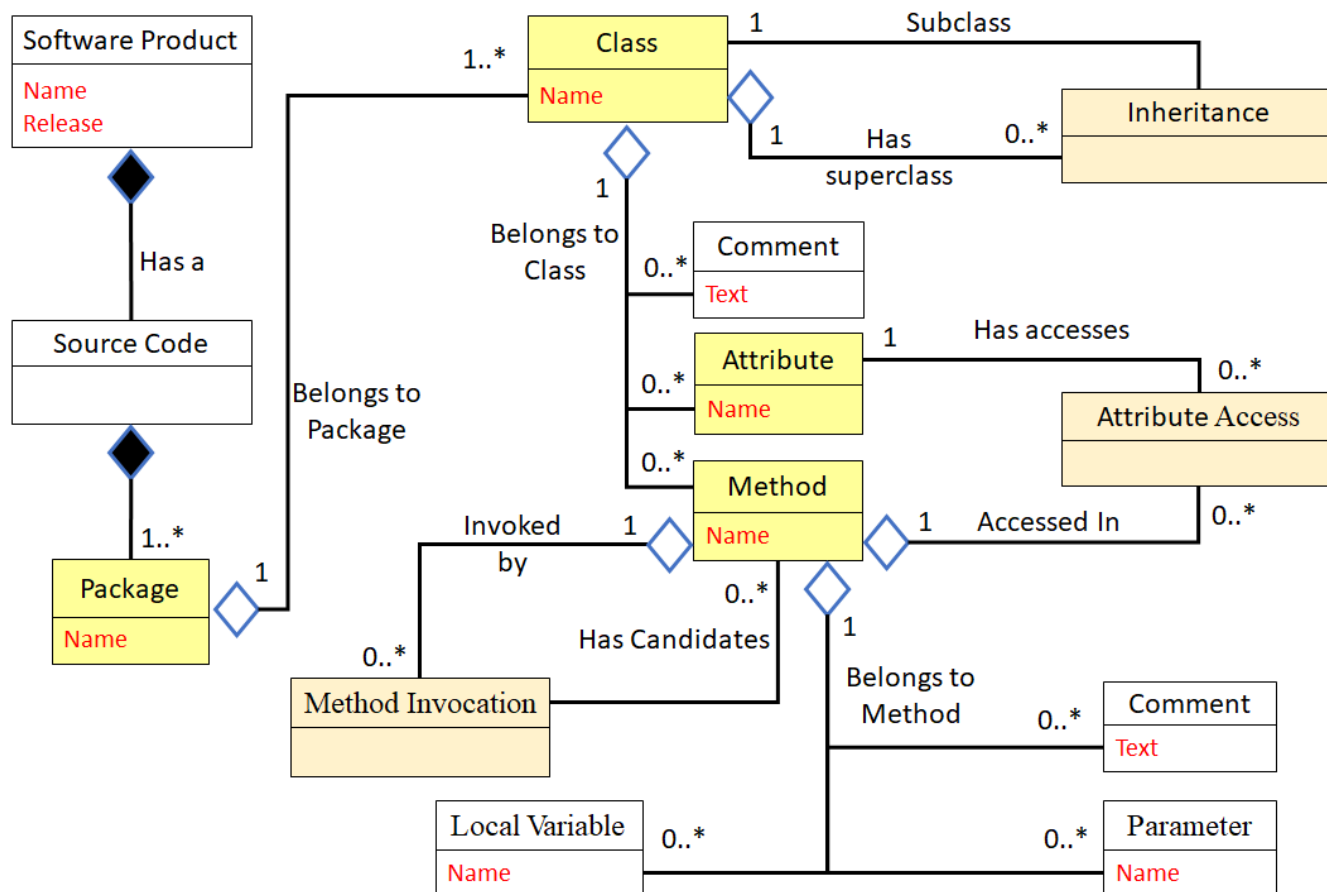 Software Product
Name
Release
Has a
Source Code
1..*
Package
Name
1
Belongs to
Package
1..*
Class
Name
1
Subclass
Inheritance
1
Has
superclass
0..*
1
Belongs to
Class
0..*
Comment
Text
0..*
Attribute
Name
1
Has accesses
0..*
Attribute Access
0..*
Method
Name
1
Accessed In
0..*
Invoked
by
1
0..*
Has Candidates
0..*
Method Invocation
1
Belongs to
Method
0..*
Comment
Text
Local Variable
Name
0..*
0..*
Parameter
Name